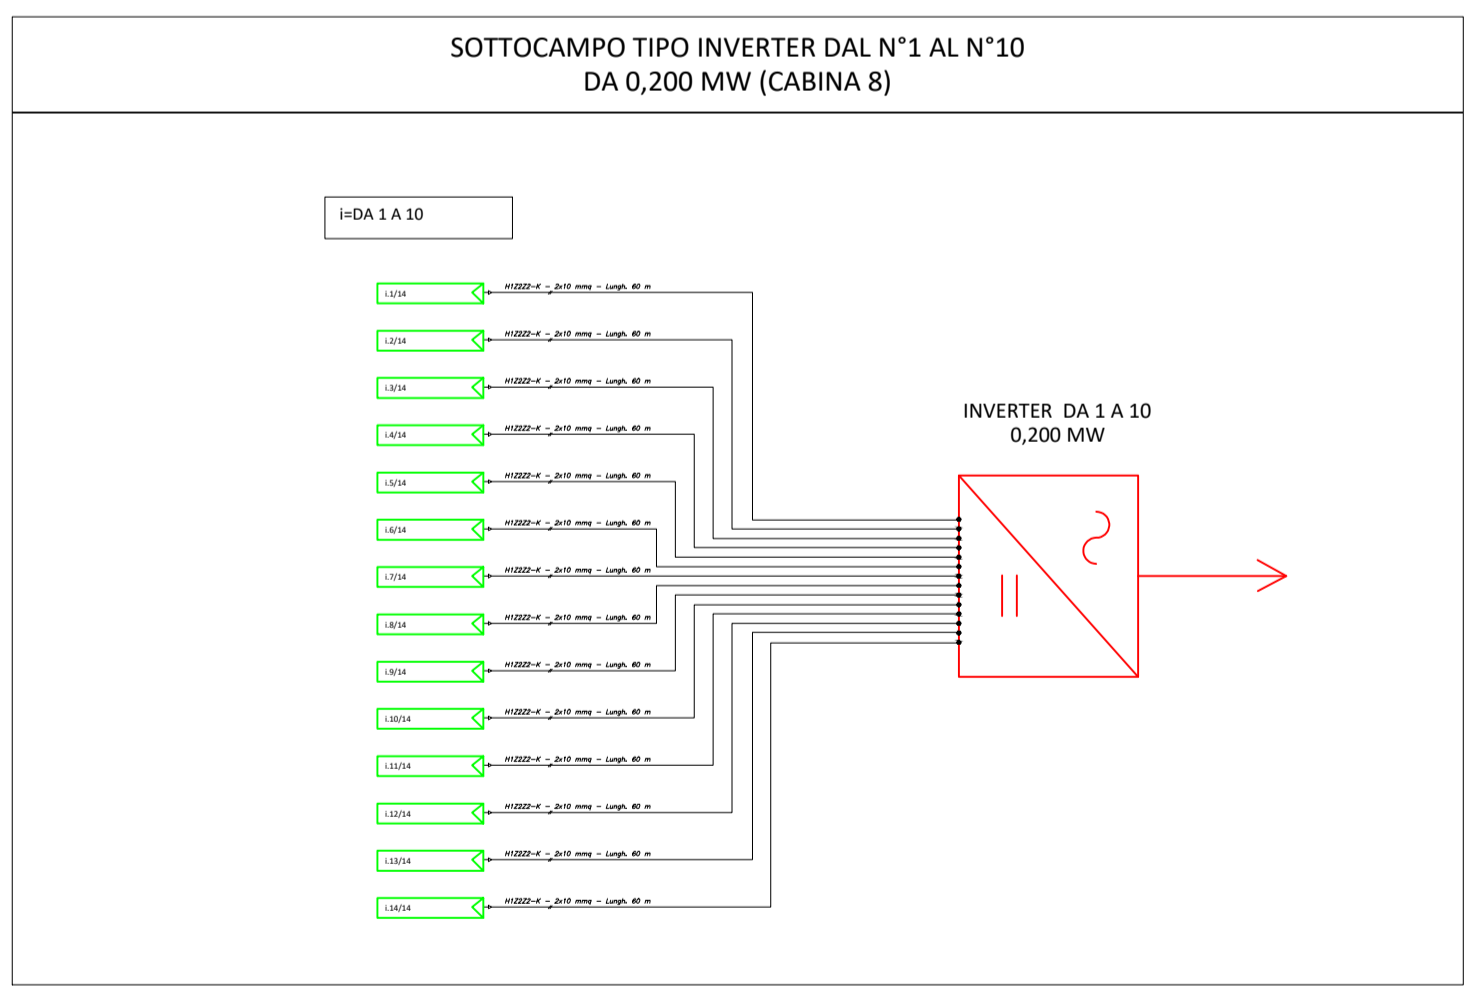 SOTTOCAMPO TIPO INVERTER DAL N°1 AL N°10
DA 0,200 MW (CABINA 8)
i=DA 1 A 10
i.1/14
H1Z2Z2-K - 2x10 mmq - Lungh. 60 m
i.2/14
H1Z2Z2-K - 2x10 mmq - Lungh. 60 m
i.3/14
H1Z2Z2-K - 2x10 mmq - Lungh. 60 m
i.4/14
H1Z2Z2-K - 2x10 mmq - Lungh. 60 m
i.5/14
H1Z2Z2-K - 2x10 mmq - Lungh. 60 m
i.6/14
H1Z2Z2-K - 2x10 mmq - Lungh. 60 m
i.7/14
H1Z2Z2-K - 2x10 mmq - Lungh. 60 m
i.8/14
H1Z2Z2-K - 2x10 mmq - Lungh. 60 m
i.9/14
H1Z2Z2-K - 2x10 mmq - Lungh. 60 m
i.10/14
H1Z2Z2-K - 2x10 mmq - Lungh. 60 m
i.11/14
H1Z2Z2-K - 2x10 mmq - Lungh. 60 m
i.12/14
H1Z2Z2-K - 2x10 mmq - Lungh. 60 m
i.13/14
H1Z2Z2-K - 2x10 mmq - Lungh. 60 m
i.14/14
H1Z2Z2-K - 2x10 mmq - Lungh. 60 m
INVERTER DA 1 A 10
0,200 MW